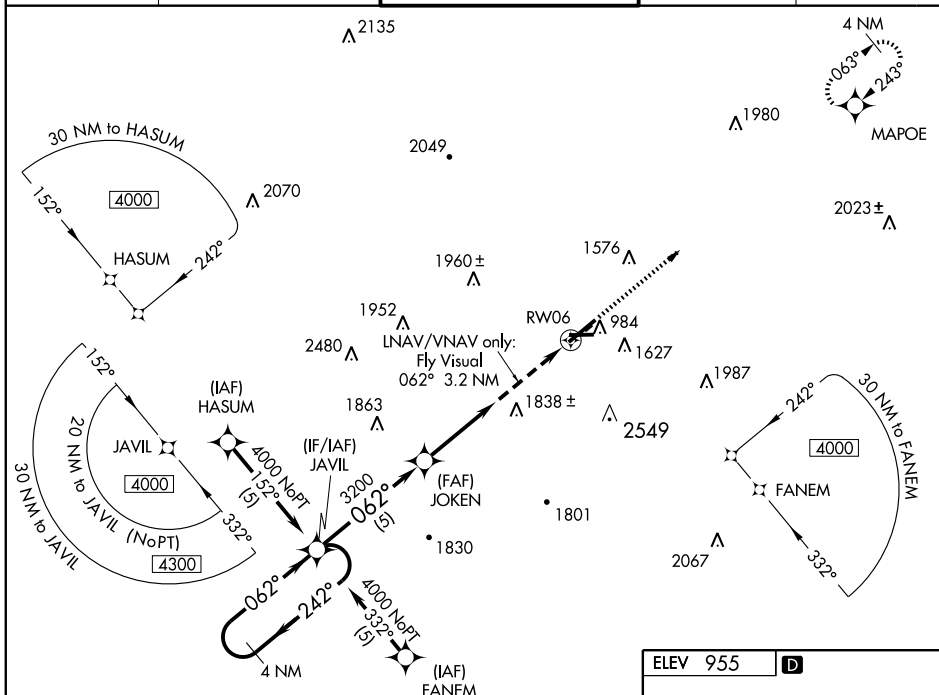 2135
4 NM
063°
243°
MAPOE
1980
30 NM to HASUM
4000
152°
242°
HASUM
2070
2049
2023 ±
1576
1960 ±
RW06
984
1952
LNAV/VNAV only:
Fly Visual
062° 3.2 NM
1627
2480
1987
152°
(IAF)
HASUM
1863
1838 ±
2549
242°
30 NM to FANEM
4000
JAVIL
20 NM to JAVIL (NoPT)
4000
30 NM to JAVIL
4300
332°
4000 NoPT
152°
(5)
(IF/IAF)
JAVIL
3200
062°
(5)
(FAF)
JOKEN
FANEM
1801
1830
2067
332°
062°
242°
4 NM
4000 NoPT
332°
(5)
(IAF)
FANEM
ELEV 955 D